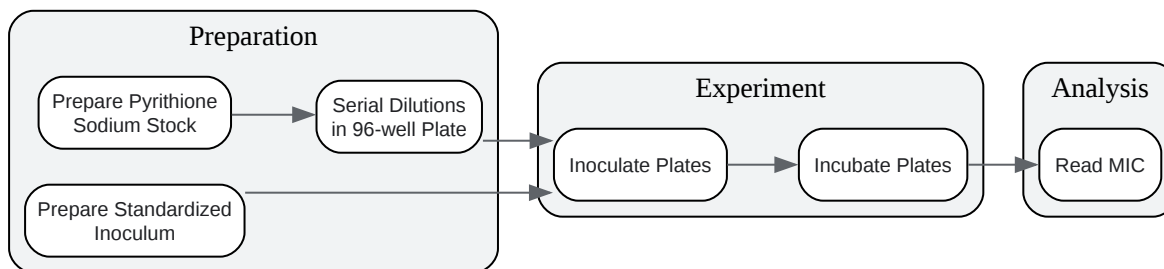 Preparation
Prepare Pyrithione
Sodium Stock
Serial Dilutions
in 96-well Plate
Prepare Standardized
Inoculum
Experiment
Inoculate Plates
Incubate Plates
Analysis
Read MIC